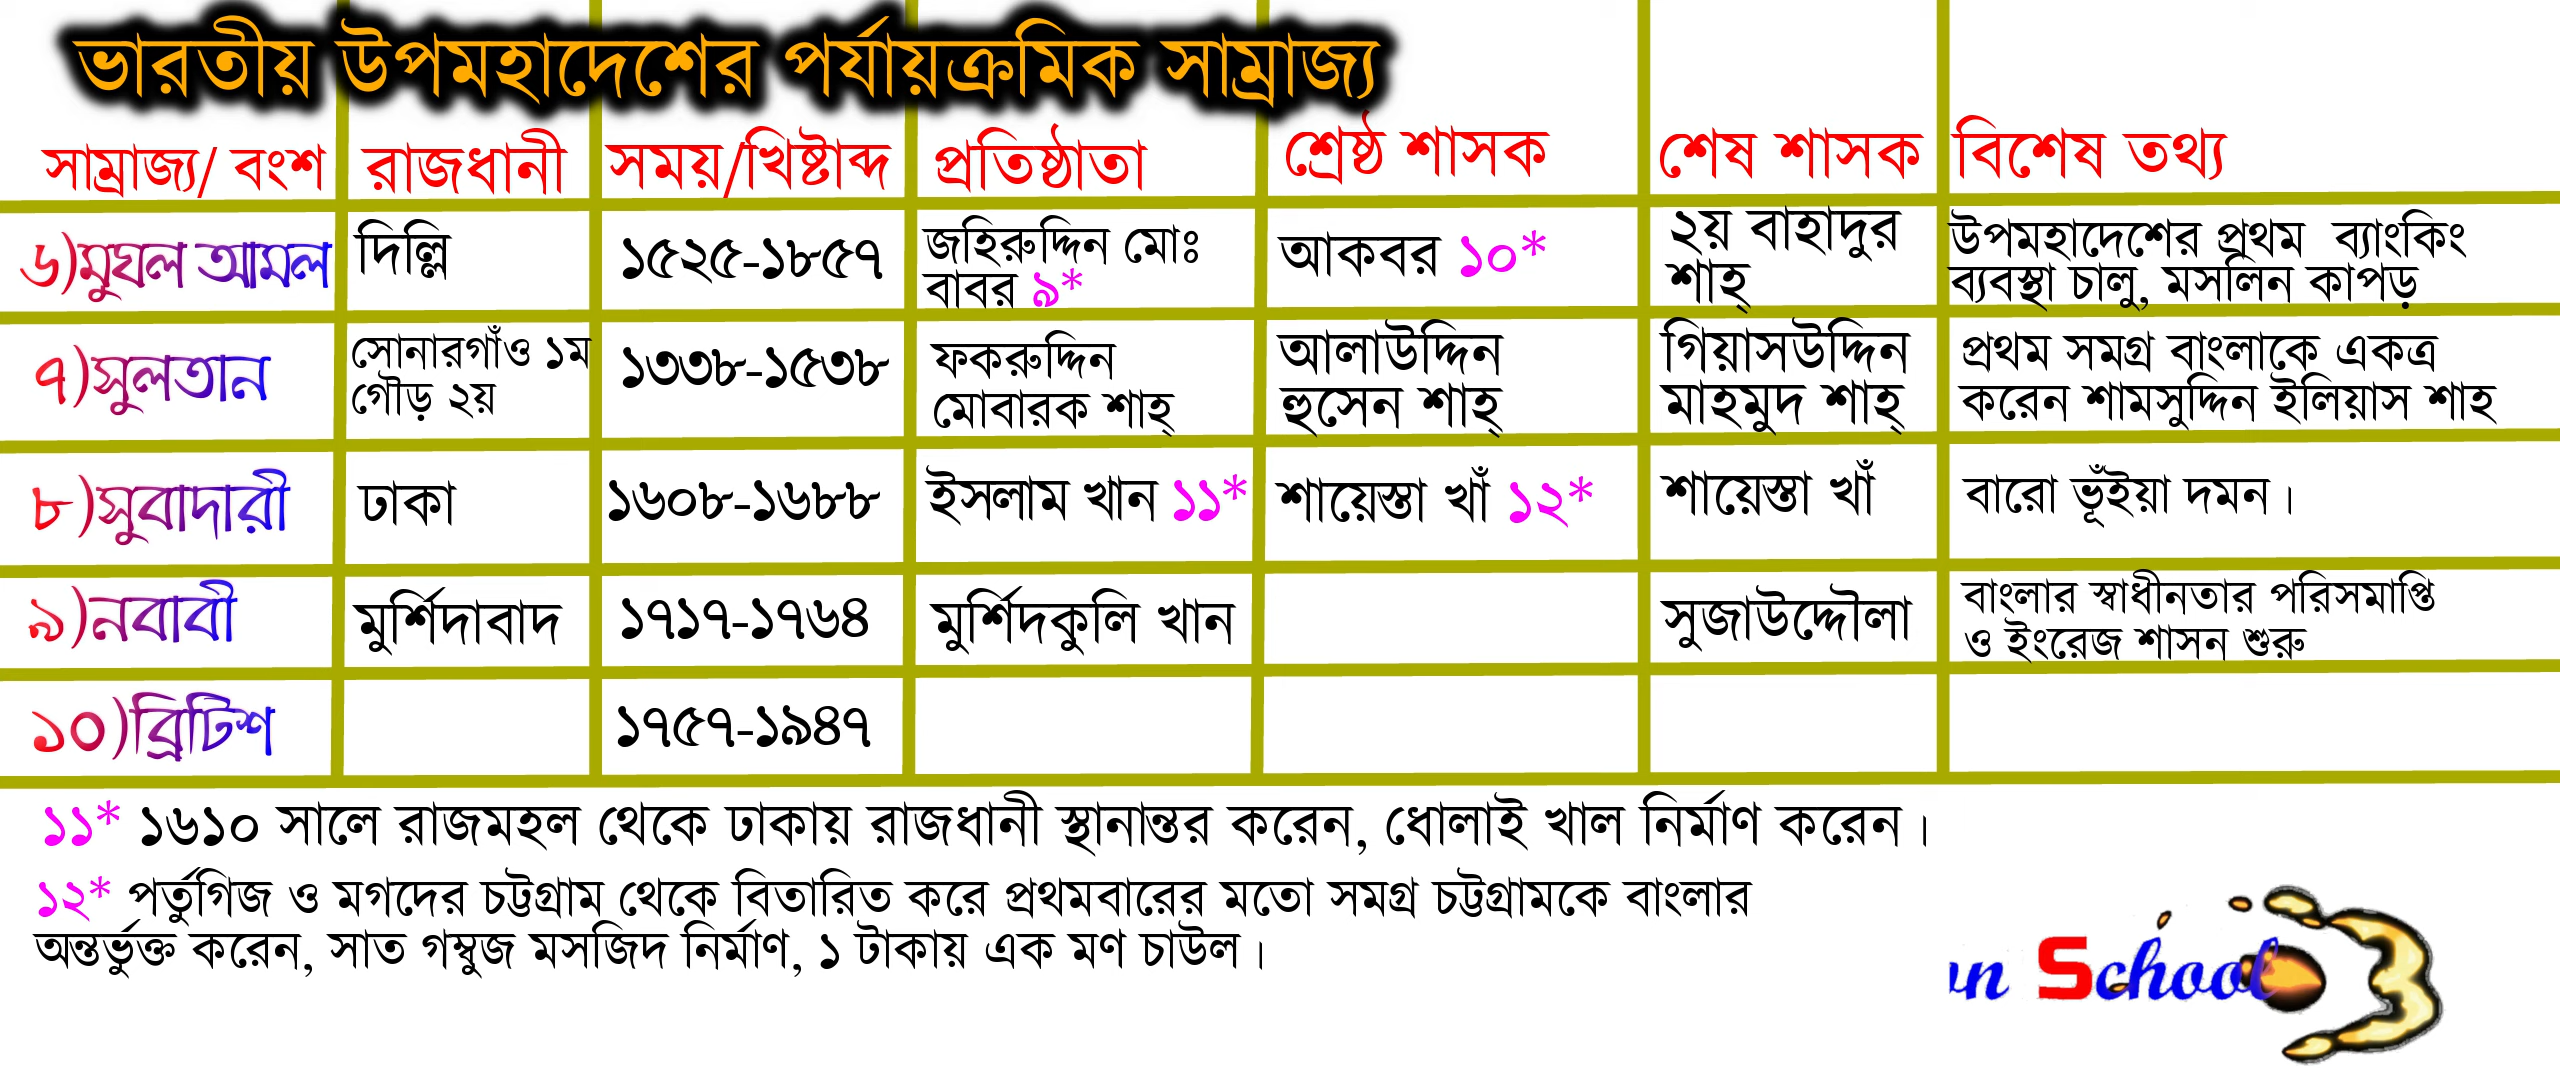 ভারতীয় উপমহাদেশের পর্যায়ক্রমিক সাম্রাজ্য
সাম্রাজ্য/ বংশ রাজধানী সময়/খিষ্টাব্দ প্রতিষ্ঠাতা শ্রেষ্ঠ শাসক শেষ শাসক বিশেষ তথ্য
৬)মুঘল আমল দিল্লি ১৫২৫-১৮৫৭ জহিরুদ্দিন মোঃ
বাবর ৯* আকবর ১০* ২য় বাহাদুর
শাহ্ উপমহাদেশের প্রথম ব্যাংকিং
ব্যবস্থা চালু, মসলিন কাপড়
৭)সুলতান সোনারগাঁও ১ম
গৌড় ২য় ১৩৩৮-১৫৩৮ ফকরুদ্দিন
মোবারক শাহ্ আলাউদ্দিন
হুসেন শাহ্ গিয়াসউদ্দিন
মাহমুদ শাহ্ প্রথম সমগ্র বাংলাকে একত্র
করেন শামসুদ্দিন ইলিয়াস শাহ
৮)সুবাদারী ঢাকা ১৬০৮-১৬৮৮ ইসলাম খান ১১* শায়েস্তা খাঁ ১২* শায়েস্তা খাঁ বারো ভূঁইয়া দমন।
৯)নবাবী মুর্শিদাবাদ ১৭১৭-১৭৬৪ মুর্শিদকুলি খান সুজাউদ্দৌলা বাংলার স্বাধীনতার পরিসমাপ্তি
ও ইংরেজ শাসন শুরু
১০)ব্রিটিশ ১৭৫৭-১৯৪৭
১১* ১৬১০ সালে রাজমহল থেকে ঢাকায় রাজধানী স্থানান্তর করেন, ধোলাই খাল নির্মাণ করেন।
১২* পর্তুগিজ ও মগদের চট্টগ্রাম থেকে বিতারিত করে প্রথমবারের মতো সমগ্র চট্টগ্রামকে বাংলার
অন্তর্ভুক্ত করেন, সাত গম্বুজ মসজিদ নির্মাণ, ১ টাকায় এক মণ চাউল।
School